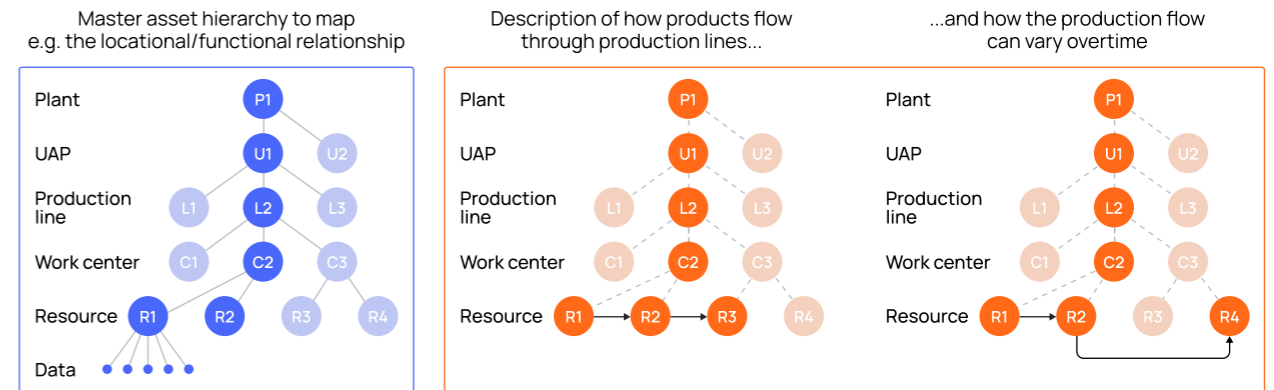 Master asset hierarchy to map
e.g. the locational/functional relationship
Plant
P1
UAP
U1
U2
Production
line
L1
L2
L3
Work center
C1
C2
C3
Resource
R1
R2
R3
R4
Data
Description of how products flow
through production lines...
Plant
P1
UAP
U1
U2
Production
line
L1
L2
L3
Work center
C1
C2
C3
Resource
R1
R2
R3
R4
...and how the production flow
can vary overtime
Plant
P1
UAP
U1
U2
Production
line
L1
L2
L3
Work center
C1
C2
C3
Resource
R1
R2
R3
R4